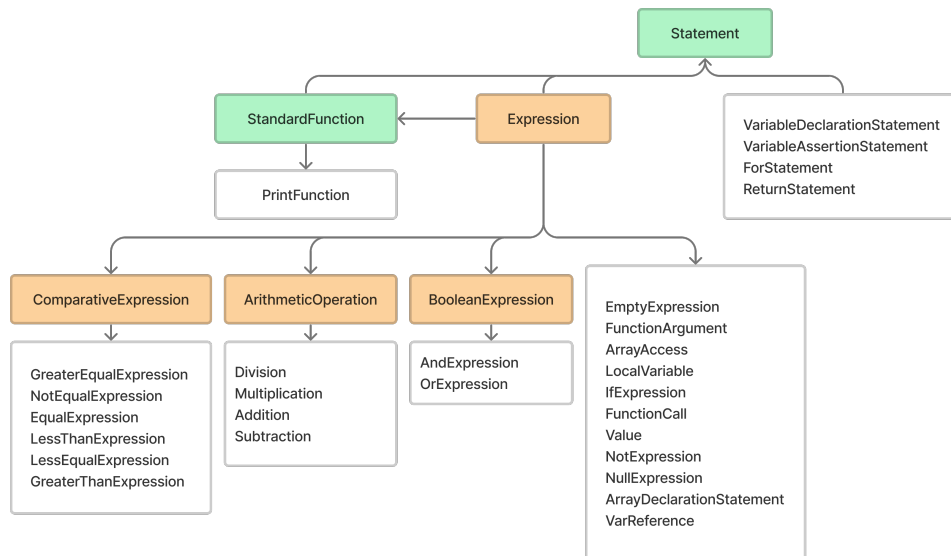 Statement
StandardFunction
Expression
VariableDeclarationStatement
VariableAssertionStatement
ForStatement
ReturnStatement
PrintFunction
ComparativeExpression
ArithmeticOperation
BooleanExpression
GreaterEqualExpression
NotEqualExpression
EqualExpression
LessThanExpression
LessEqualExpression
GreaterThanExpression
Division
Multiplication
Addition
Subtraction
AndExpression
OrExpression
EmptyExpression
FunctionArgument
ArrayAccess
LocalVariable
IfExpression
FunctionCall
Value
NotExpression
NullExpression
ArrayDeclarationStatement
VarReference